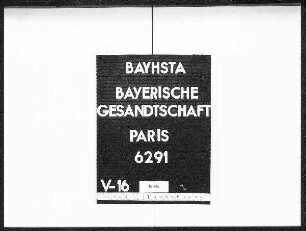 BAYHSTA
BAYERISCHE
GESANDTSCHAFT
PARIS
6291
V-16